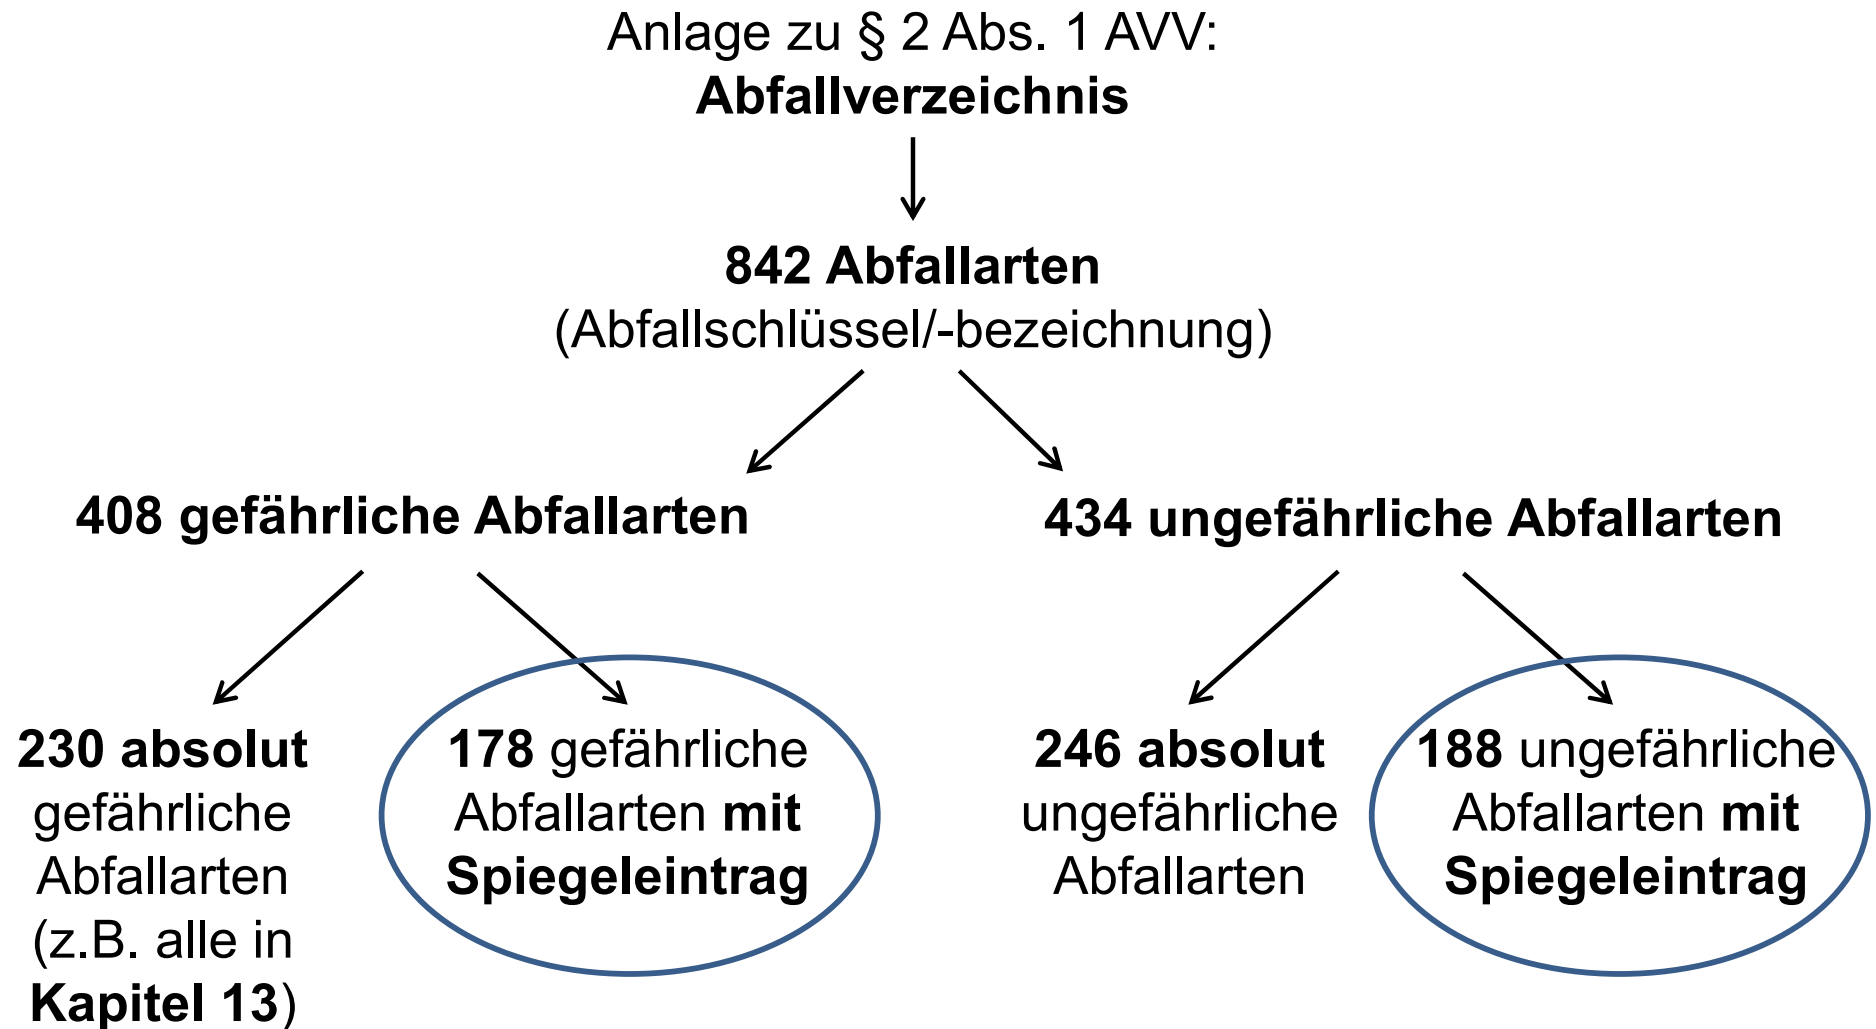 Anlage zu § 2 Abs. 1 AVV:
Abfallverzeichnis
842 Abfallarten
(Abfallschlüssel/-bezeichnung)
408 gefährliche Abfallarten
434 ungefährliche Abfallarten
230 absolut
gefährliche
Abfallarten
(z.B. alle in
Kapitel 13)
178 gefährliche
Abfallarten mit
Spiegeleintrag
246 absolut
ungefährliche
Abfallarten
188 ungefährliche
Abfallarten mit
Spiegeleintrag